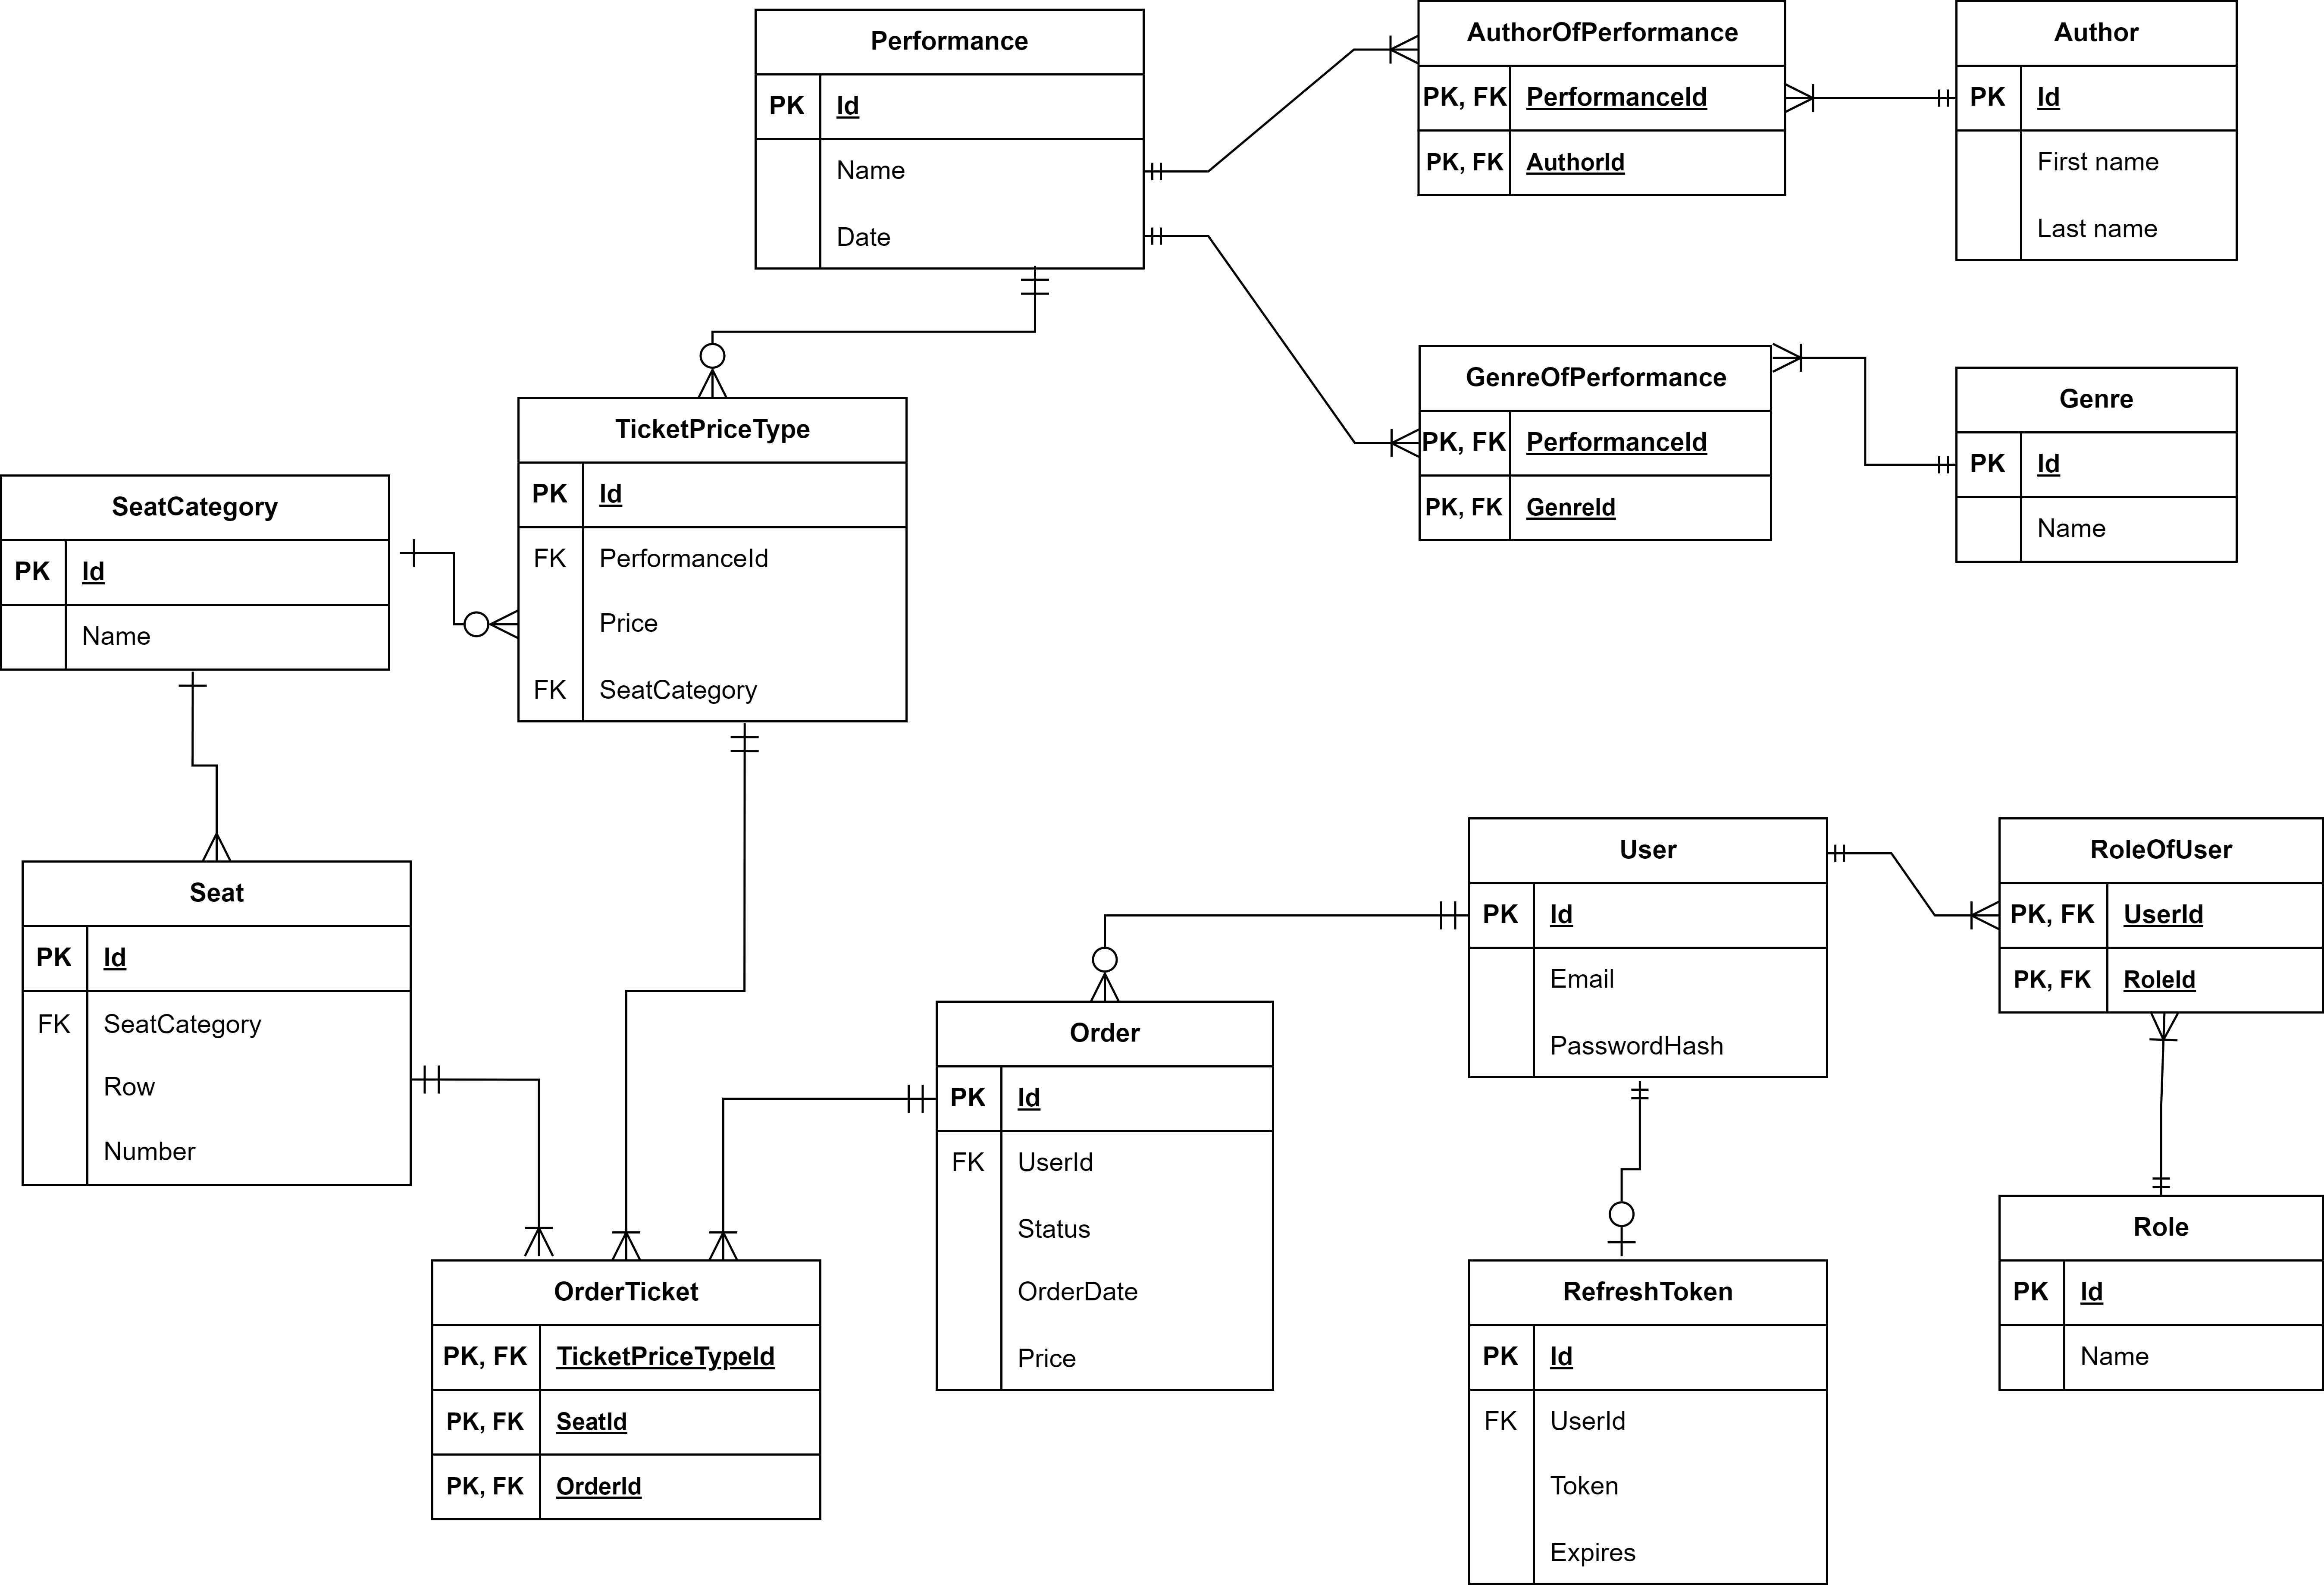 Performance
PK Id
Name
Date
AuthorOfPerformance
PK, FK PerformanceId
PK, FK AuthorId
Author
PK Id
First name
Last name
GenreOfPerformance
PK, FK PerformanceId
PK, FK GenreId
Genre
PK Id
Name
TicketPriceType
PK Id
FK PerformanceId
Price
FK SeatCategory
SeatCategory
PK Id
Name
Seat
PK Id
FK SeatCategory
Row
Number
User
PK Id
Email
PasswordHash
RoleOfUser
PK, FK UserId
PK, FK RoleId
Order
PK Id
FK UserId
Status
OrderDate
Price
OrderTicket
PK, FK TicketPriceTypeId
PK, FK SeatId
PK, FK OrderId
RefreshToken
PK Id
FK UserId
Token
Expires
Role
PK Id
Name